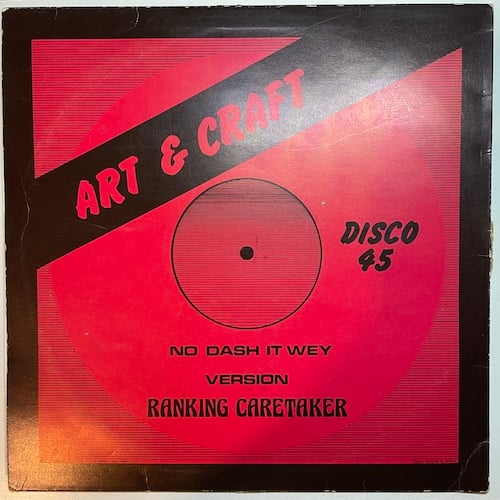 ART & CRAFT
DISCO
45
NO DASH IT WEY
VERSION
RANKING CARETAKER